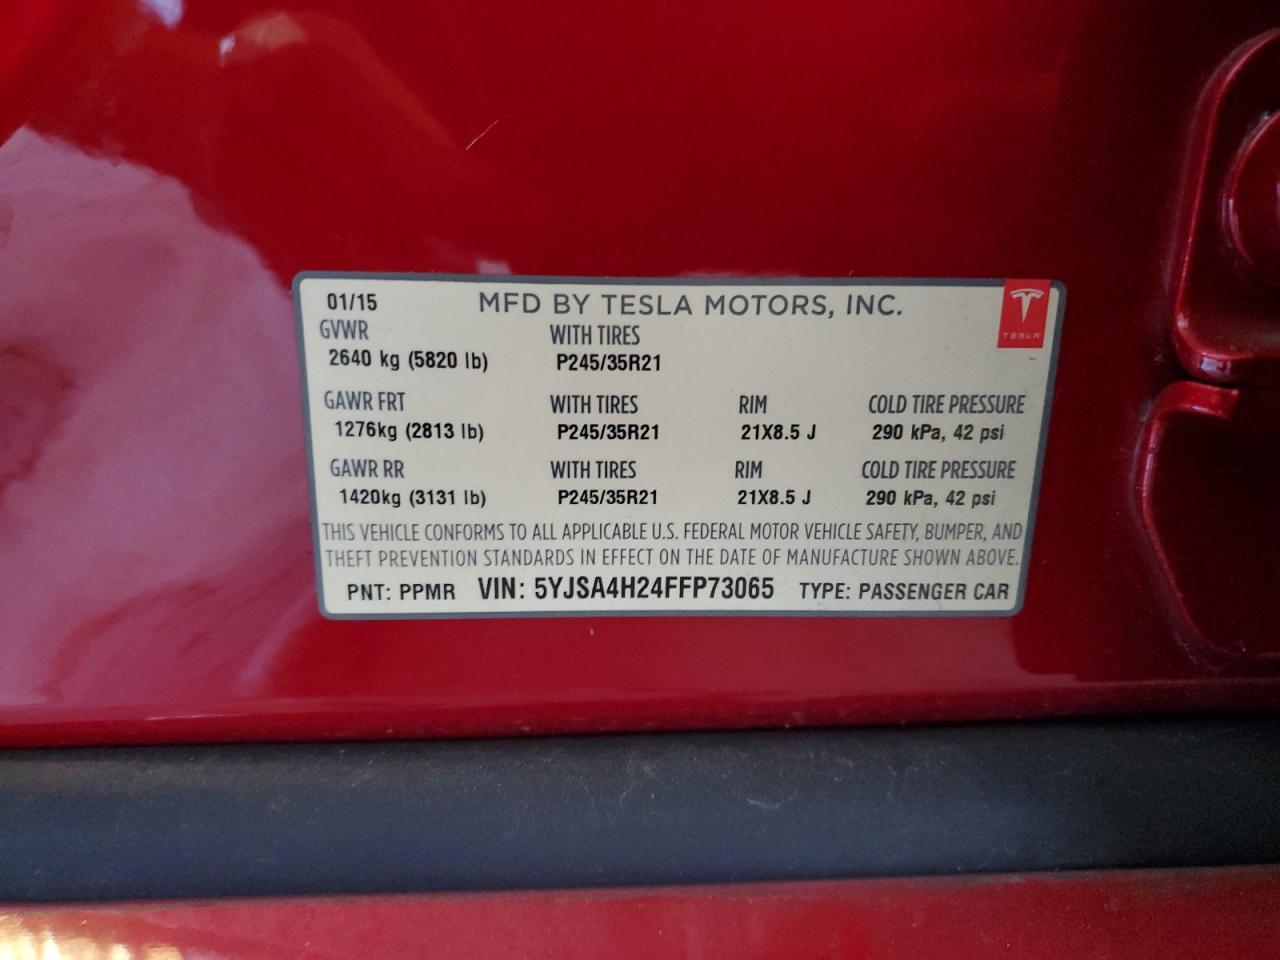 01/15 MFD BY TESLA MOTORS, INC.
TESLA
GVWR WITH TIRES
2640 kg (5820 lb) P245/35R21
GAWR FRT WITH TIRES RIM COLD TIRE PRESSURE
1276kg (2813 lb) P245/35R21 21X8.5 J 290 kPa, 42 psi
GAWR RR WITH TIRES RIM COLD TIRE PRESSURE
1420kg (3131 lb) P245/35R21 21X8.5 J 290 kPa, 42 psi
THIS VEHICLE CONFORMS TO ALL APPLICABLE U.S. FEDERAL MOTOR VEHICLE SAFETY, BUMPER, AND
THEFT PREVENTION STANDARDS IN EFFECT ON THE DATE OF MANUFACTURE SHOWN ABOVE.
PNT: PPMR VIN: 5YJSA4H24FFP73065 TYPE: PASSENGER CAR